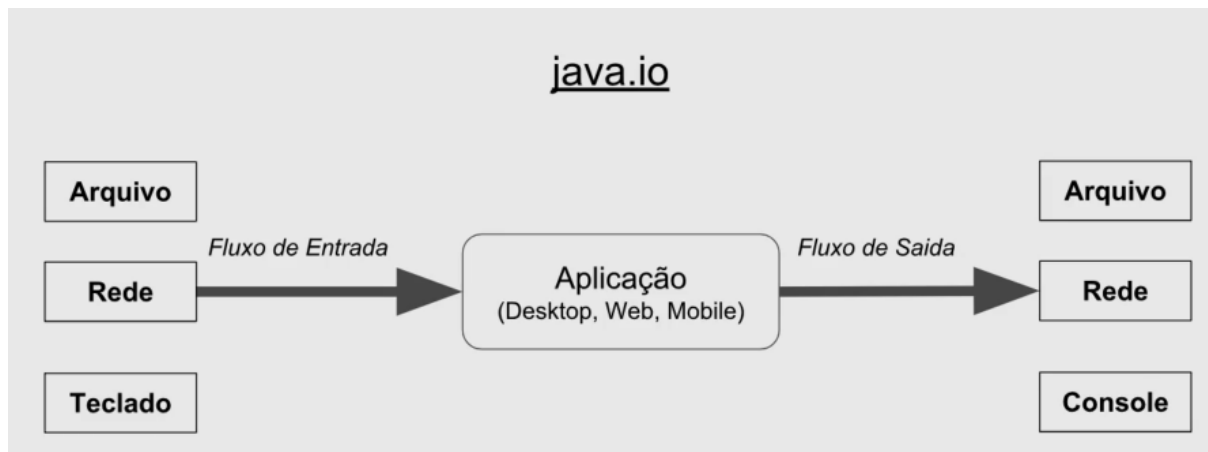 java.io
Arquivo
Rede
Teclado
Fluxo de Entrada
Aplicação
(Desktop, Web, Mobile)
Fluxo de Saida
Arquivo
Rede
Console